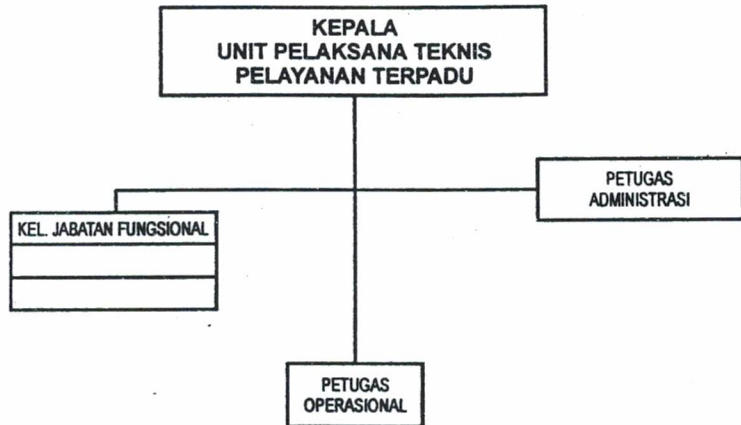 KEPALA
UNIT PELAKSANA TEKNIS
PELAYANAN TERPADU
PETUGAS
ADMINISTRASI
KEL. JABATAN FUNGSIONAL
PETUGAS
OPERASIONAL